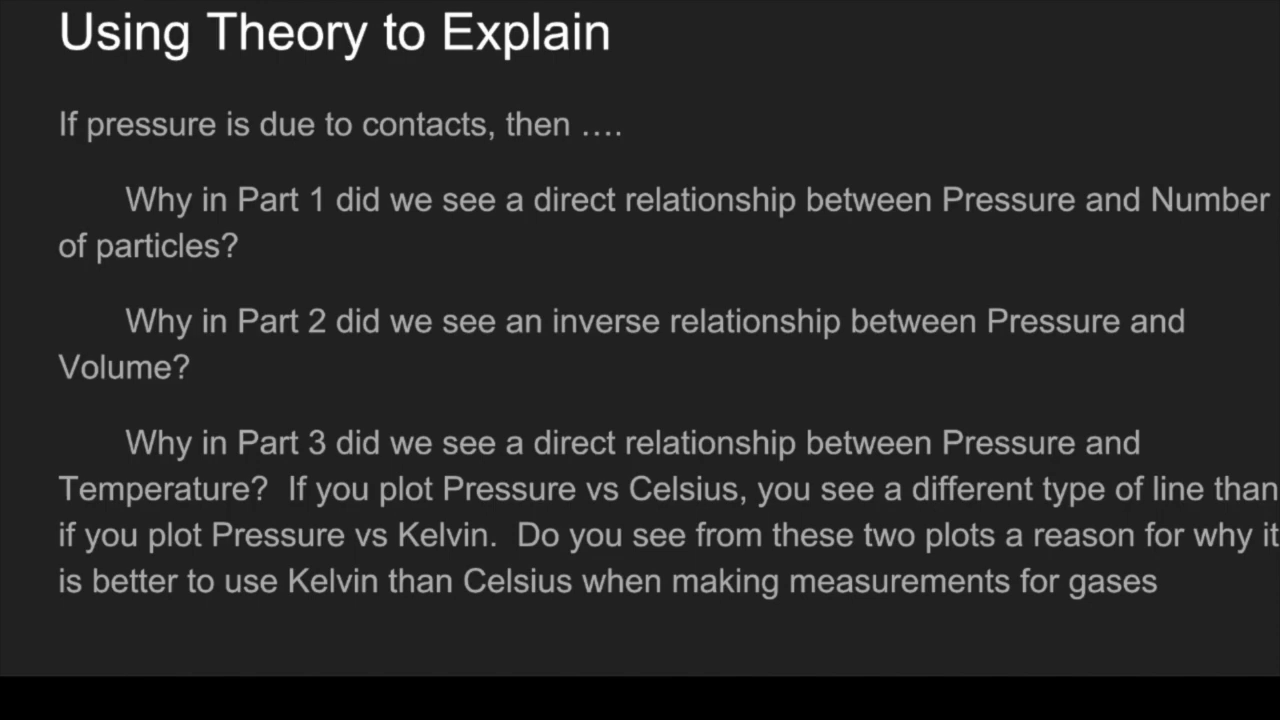 Using Theory to Explain
If pressure is due to contacts, then ....
Why in Part 1 did we see a direct relationship between Pressure and Number
of particles?
Why in Part 2 did we see an inverse relationship between Pressure and
Volume?
Why in Part 3 did we see a direct relationship between Pressure and
Temperature?  If you plot Pressure vs Celsius, you see a different type of line than
if you plot Pressure vs Kelvin.  Do you see from these two plots a reason for why it
is better to use Kelvin than Celsius when making measurements for gases